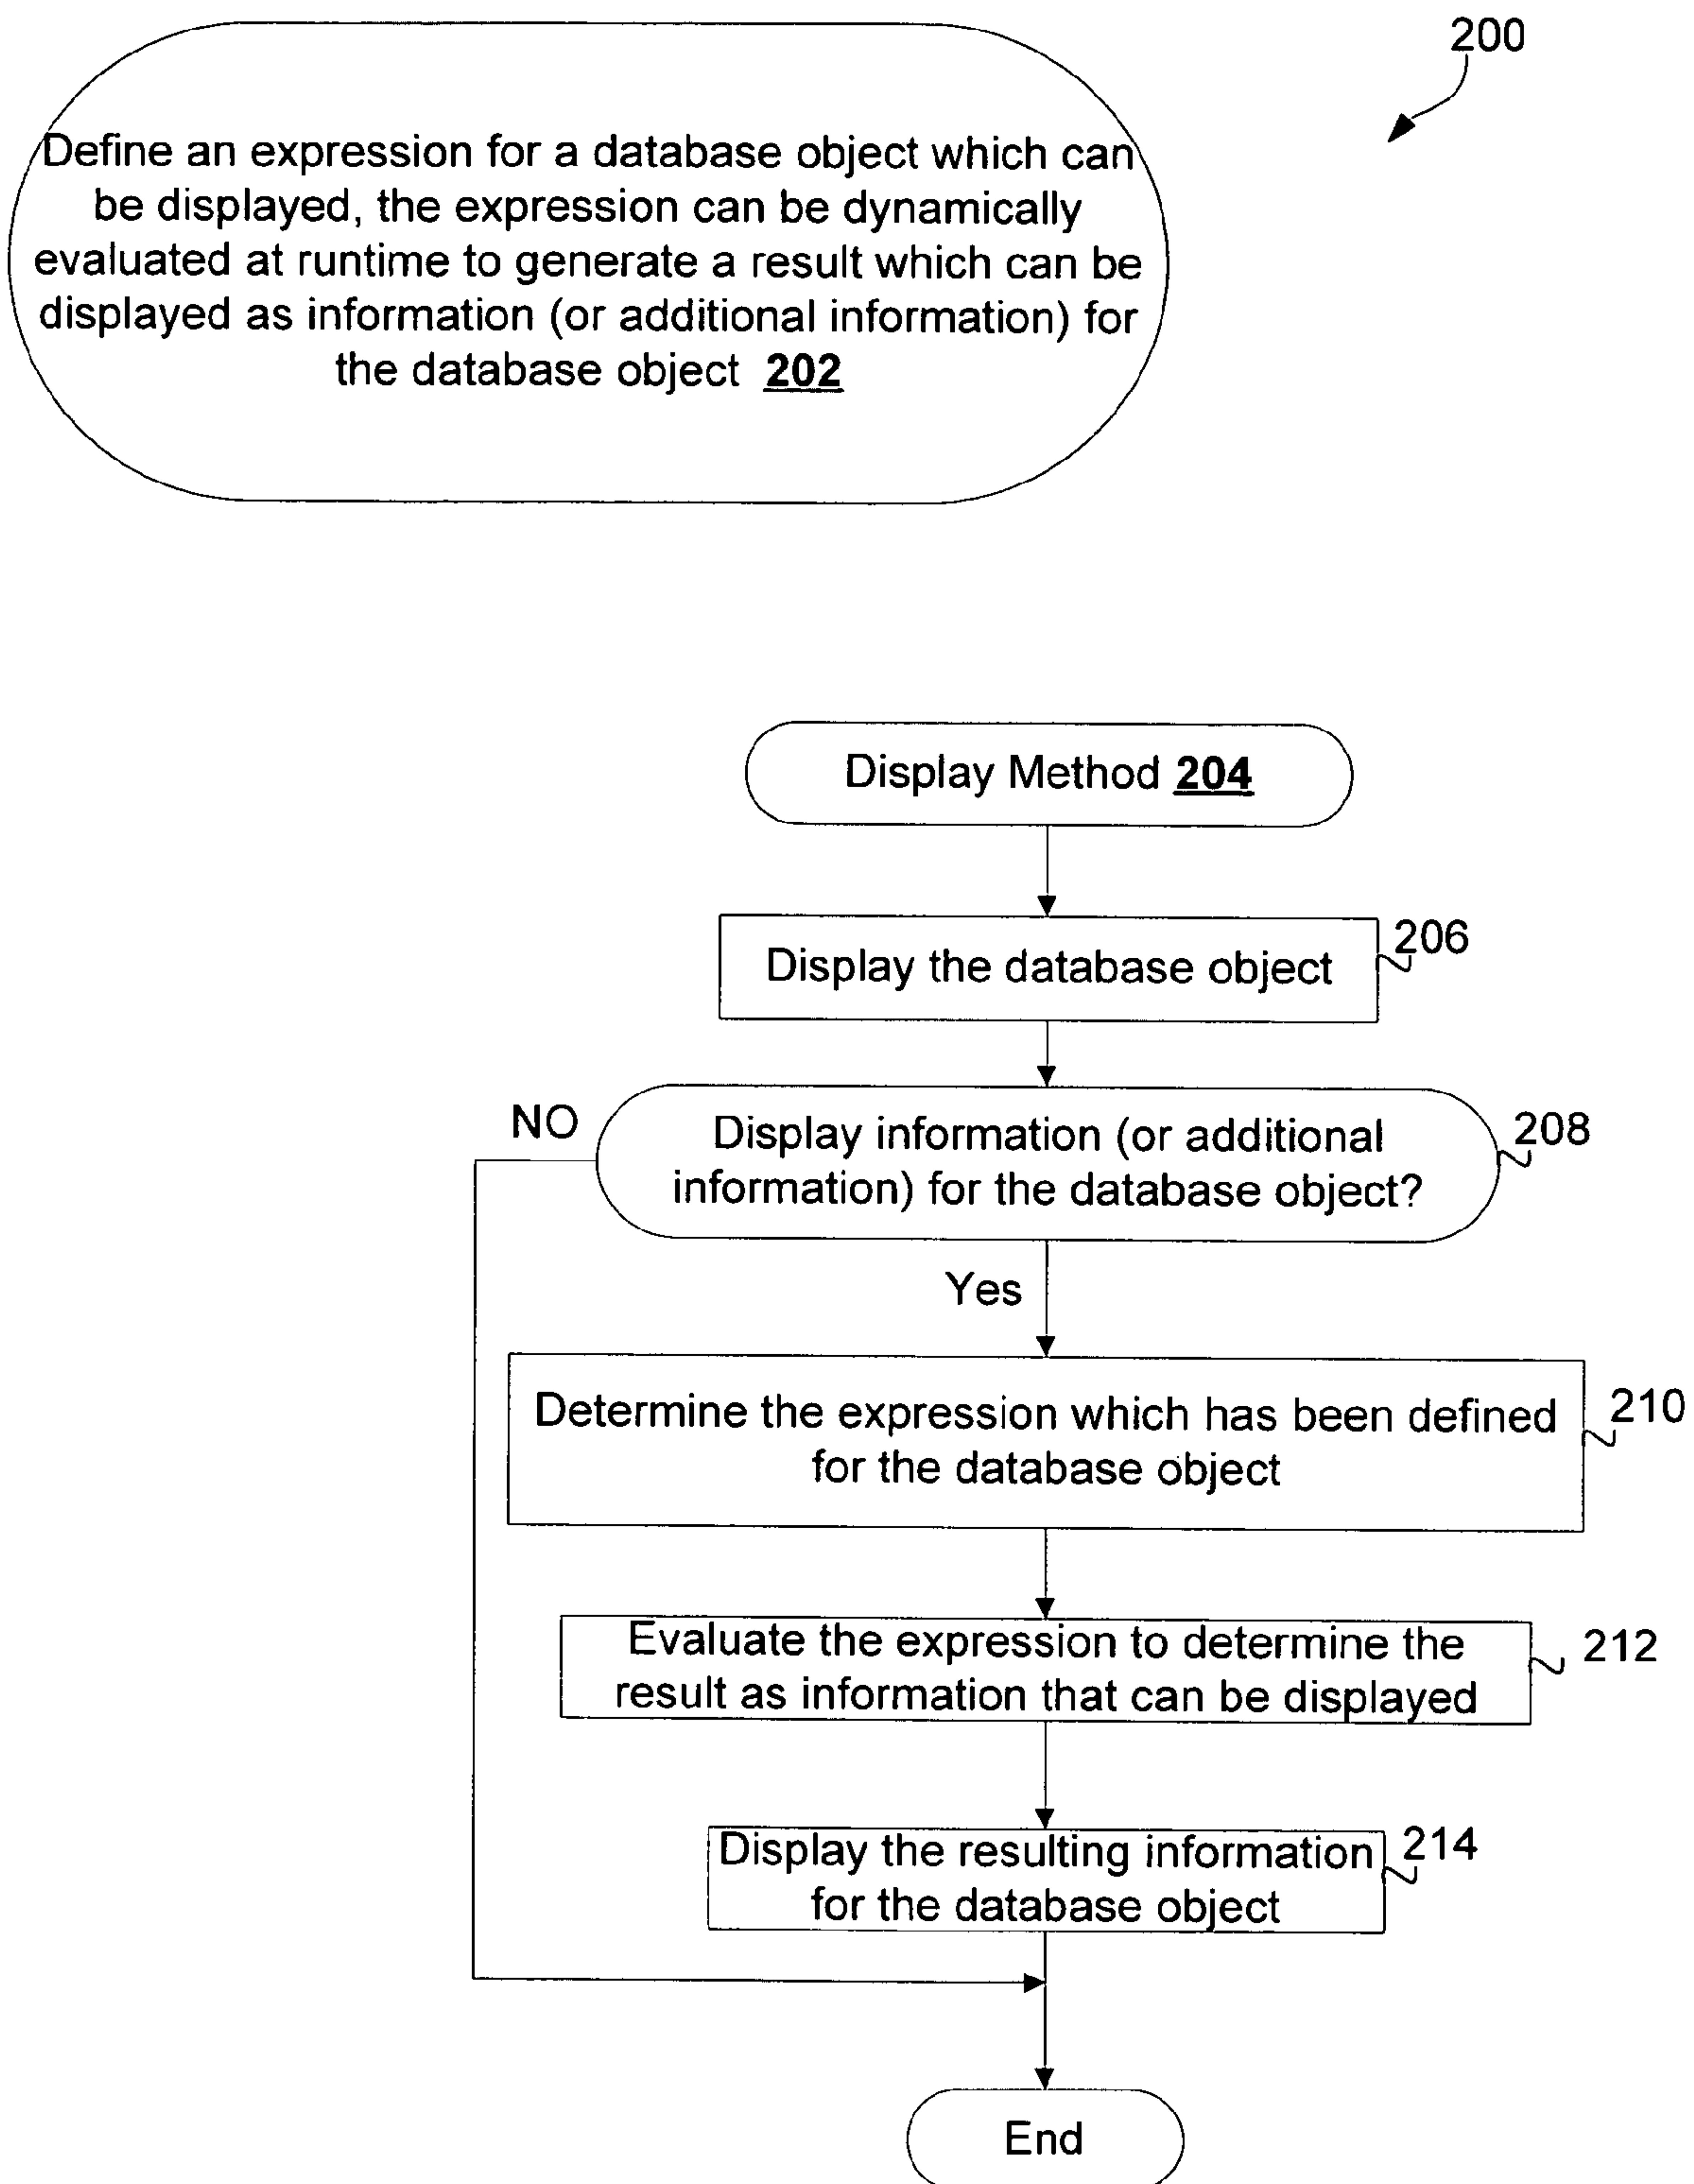 200
Define an expression for a database object which can
be displayed, the expression can be dynamically
evaluated at runtime to generate a result which can be
displayed as information (or additional information) for
the database object 202
Display Method 204
Display the database object
206
NO
Display information (or additional
information) for the database object?
208
Yes
Determine the expression which has been defined
for the database object
210
Evaluate the expression to determine the
result as information that can be displayed
212
Display the resulting information
for the database object
214
End